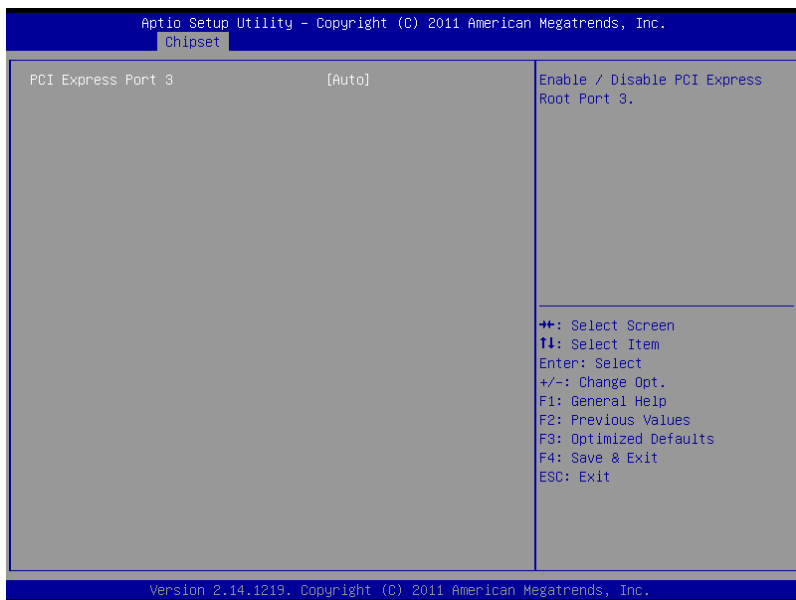 Aptio Setup Utility – Copyright (C) 2011 American Megatrends, Inc.
Chipset
PCI Express Port 3 [Auto]
Enable / Disable PCI Express
Root Port 3.
→←: Select Screen
↑↓: Select Item
Enter: Select
+/-: Change Opt.
F1: General Help
F2: Previous Values
F3: Optimized Defaults
F4: Save & Exit
ESC: Exit
Version 2.14.1219. Copyright (C) 2011 American Megatrends, Inc.